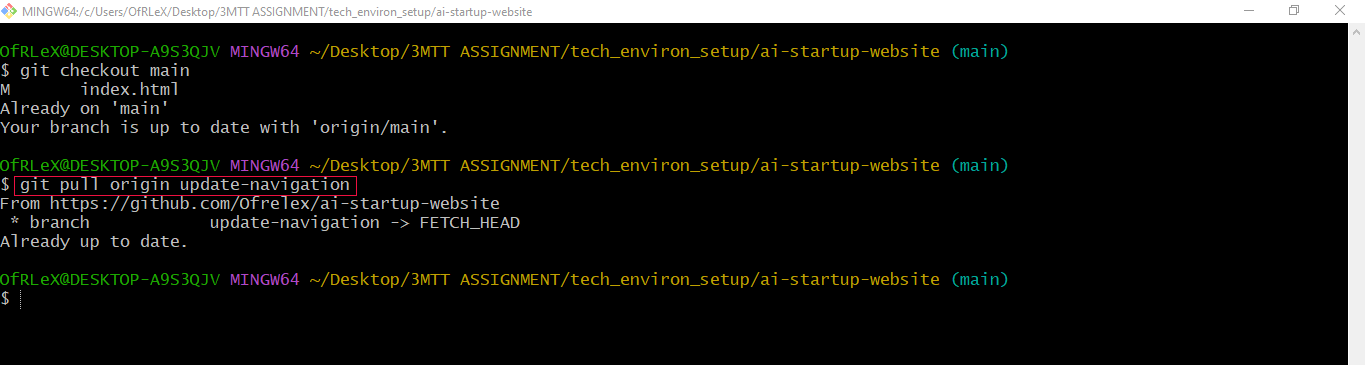 MINGW64:/c/Users/OfRLeX/Desktop/3MTT ASSIGNMENT/tech_environ_setup/ai-startup-website
OfRLeX@DESKTOP-A9S3QJV MINGW64 ~/Desktop/3MTT ASSIGNMENT/tech_environ_setup/ai-startup-website (main)
$ git checkout main
M       index.html
Already on 'main'
Your branch is up to date with 'origin/main'.
OfRLeX@DESKTOP-A9S3QJV MINGW64 ~/Desktop/3MTT ASSIGNMENT/tech_environ_setup/ai-startup-website (main)
$ git pull origin update-navigation
From https://github.com/Ofrelex/ai-startup-website
 * branch            update-navigation -> FETCH_HEAD
Already up to date.
OfRLeX@DESKTOP-A9S3QJV MINGW64 ~/Desktop/3MTT ASSIGNMENT/tech_environ_setup/ai-startup-website (main)
$